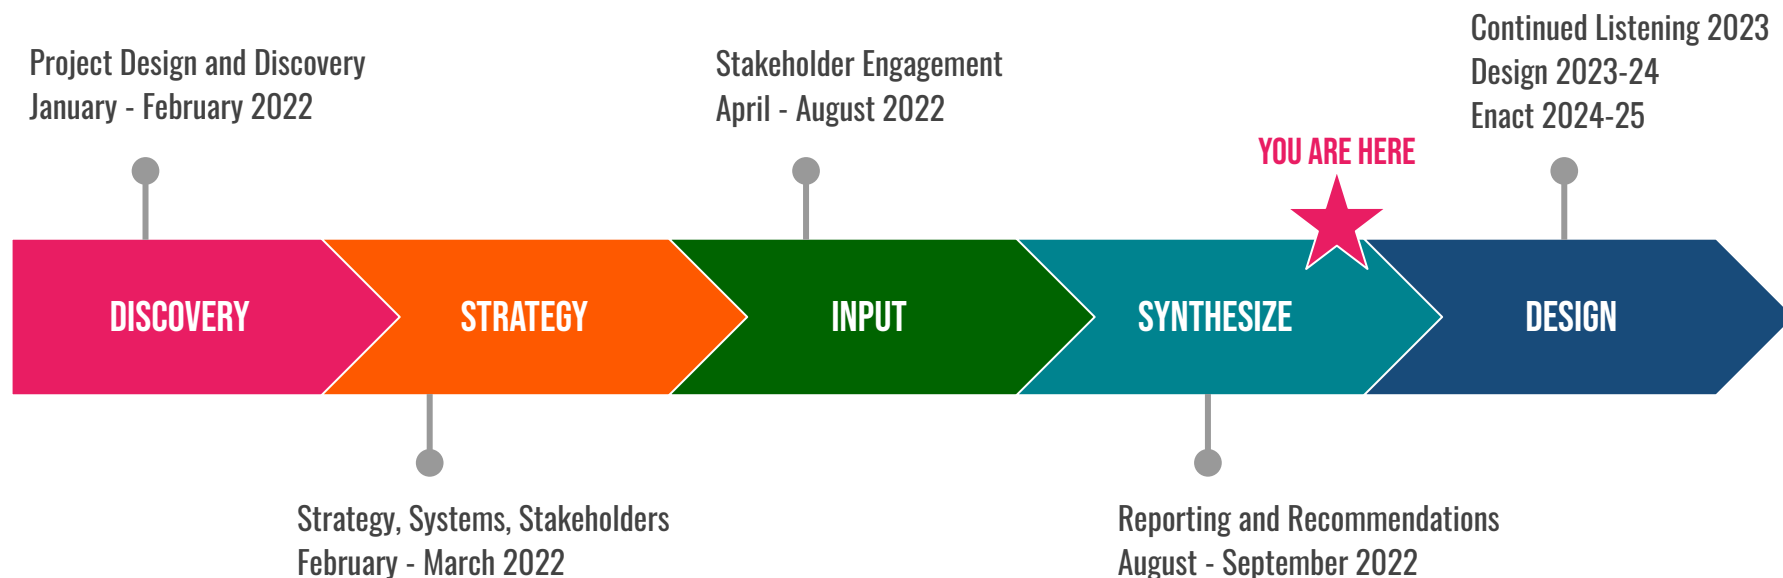 Project Design and Discovery
January - February 2022
Stakeholder Engagement
April - August 2022
Continued Listening 2023
Design 2023-24
Enact 2024-25
YOU ARE HERE
DISCOVERY
STRATEGY
INPUT
SYNTHESIZE
DESIGN
Strategy, Systems, Stakeholders
February - March 2022
Reporting and Recommendations
August - September 2022